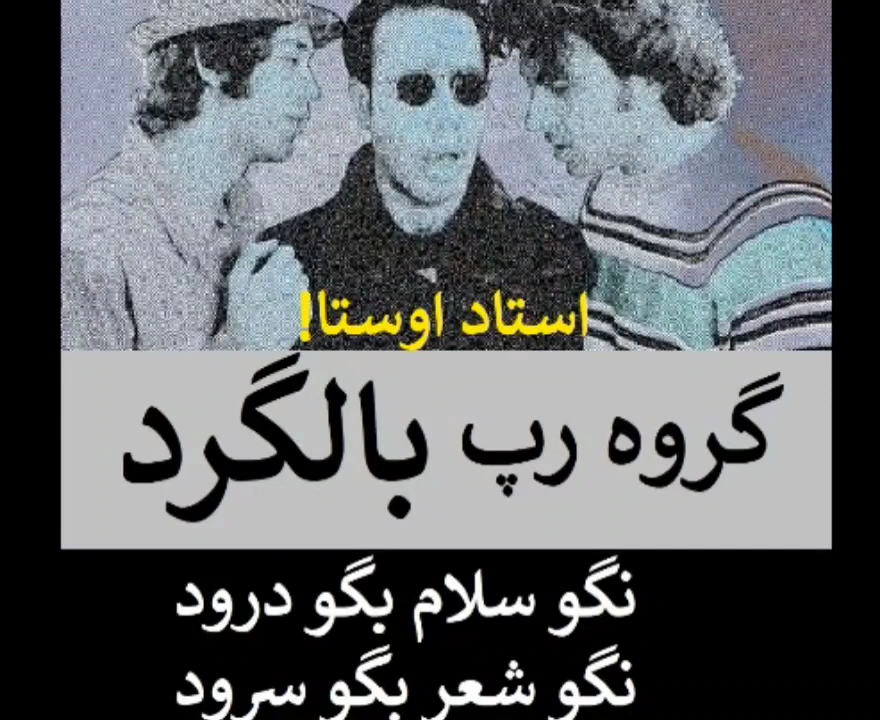 استاد اوستا!
گروه رپ بالگرد
نگو سلام بگو درود
نگو شعر بگو سرود